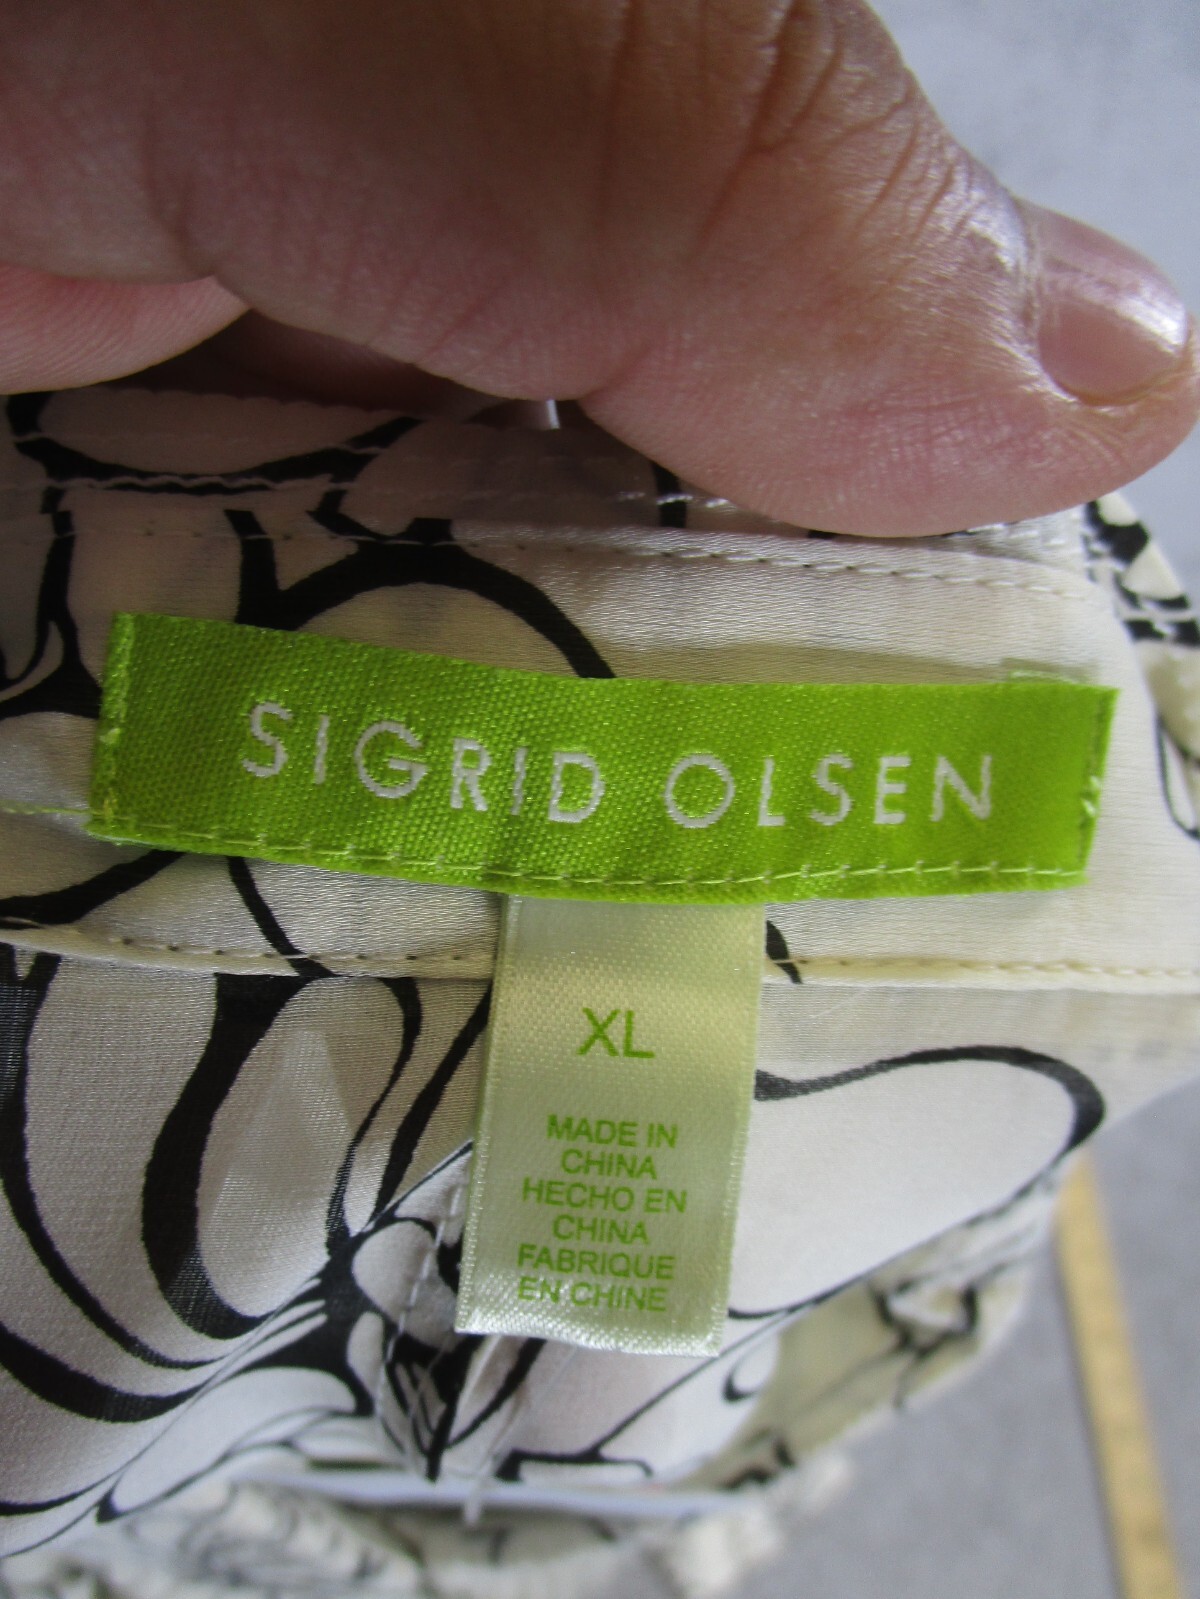 SIGRID OLSEN
XL
MADE IN
CHINA
HECHO EN
CHINA
FABRIQUE
EN CHINE